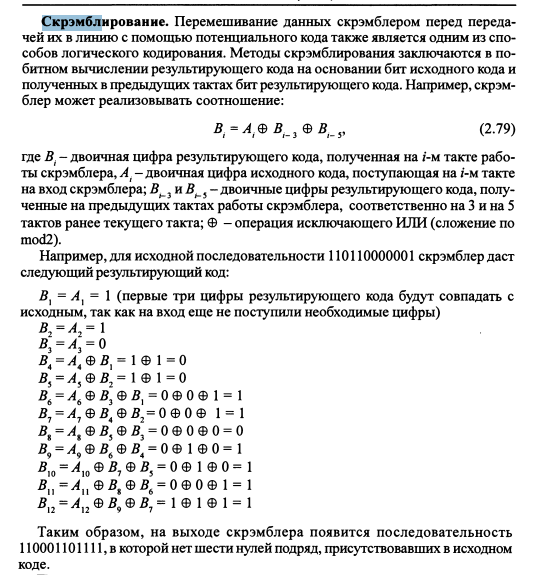 Скрэмблирование. Перемешивание данных скрэмблером перед переда-
чей их в линию с помощью потенциального кода также является одним из спо-
собов логического кодирования. Методы скрэмблирования заключаются в по-
битном вычислении результирующего кода на основании бит исходного кода и
полученных в предыдущих тактах бит результирующего кода. Например, скрэм-
блер может реализовывать соотношение:
B_i = A_i ⊕ B_{i–3} ⊕ B_{i–5}, (2.79)
где B_i – двоичная цифра результирующего кода, полученная на i-м такте рабо-
ты скрэмблера, A_i – двоичная цифра исходного кода, поступающая на i-м такте
на вход скрэмблера; B_{i–3} и B_{i–5} – двоичные цифры результирующего кода, полу-
ченные на предыдущих тактах работы скрэмблера, соответственно на 3 и на 5
тактов ранее текущего такта; ⊕ – операция исключающего ИЛИ (сложение по
mod2).
Например, для исходной последовательности 110110000001 скрэмблер даст
следующий результирующий код:
B₁ = A₁ = 1 (первые три цифры результирующего кода будут совпадать с
исходным, так как на вход еще не поступили необходимые цифры)
B₂ = A₂ = 1
B₃ = A₃ = 0
B₄ = A₄ ⊕ B₁ = 1 ⊕ 1 = 0
B₅ = A₅ ⊕ B₂ = 1 ⊕ 1 = 0
B₆ = A₆ ⊕ B₃ ⊕ B₁ = 0 ⊕ 0 ⊕ 1 = 1
B₇ = A₇ ⊕ B₄ ⊕ B₂ = 0 ⊕ 0 ⊕ 1 = 1
B₈ = A₈ ⊕ B₅ ⊕ B₃ = 0 ⊕ 0 ⊕ 0 = 0
B₉ = A₉ ⊕ B₆ ⊕ B₄ = 0 ⊕ 1 ⊕ 0 = 1
B₁₀ = A₁₀ ⊕ B₇ ⊕ B₅ = 0 ⊕ 1 ⊕ 0 = 1
B₁₁ = A₁₁ ⊕ B₈ ⊕ B₆ = 0 ⊕ 0 ⊕ 1 = 1
B₁₂ = A₁₂ ⊕ B₉ ⊕ B₇ = 1 ⊕ 1 ⊕ 1 = 1
Таким образом, на выходе скрэмблера появится последовательность
110001101111, в которой нет шести нулей подряд, присутствовавших в исходном
коде.